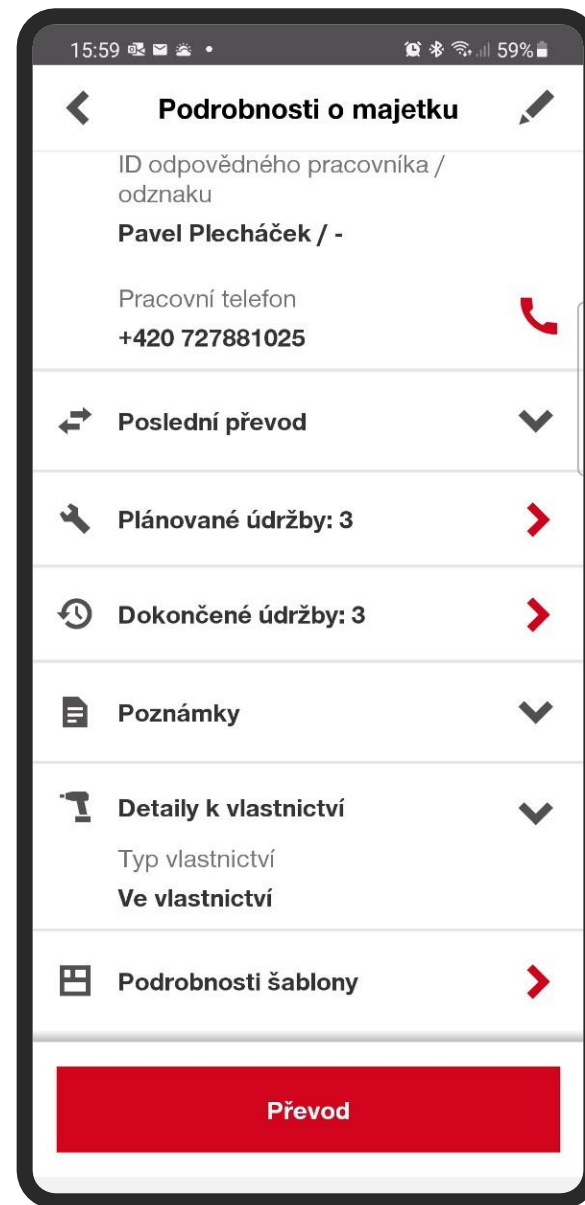 15:59
59%
Podrobnosti o majetku
ID odpovědného pracovníka /
odznaku
Pavel Plecháček / -
Pracovní telefon
+420 727881025
Poslední převod
Plánované údržby: 3
Dokončené údržby: 3
Poznámky
Detaily k vlastnictví
Typ vlastnictví
Ve vlastnictví
Podrobnosti šablony
Převod